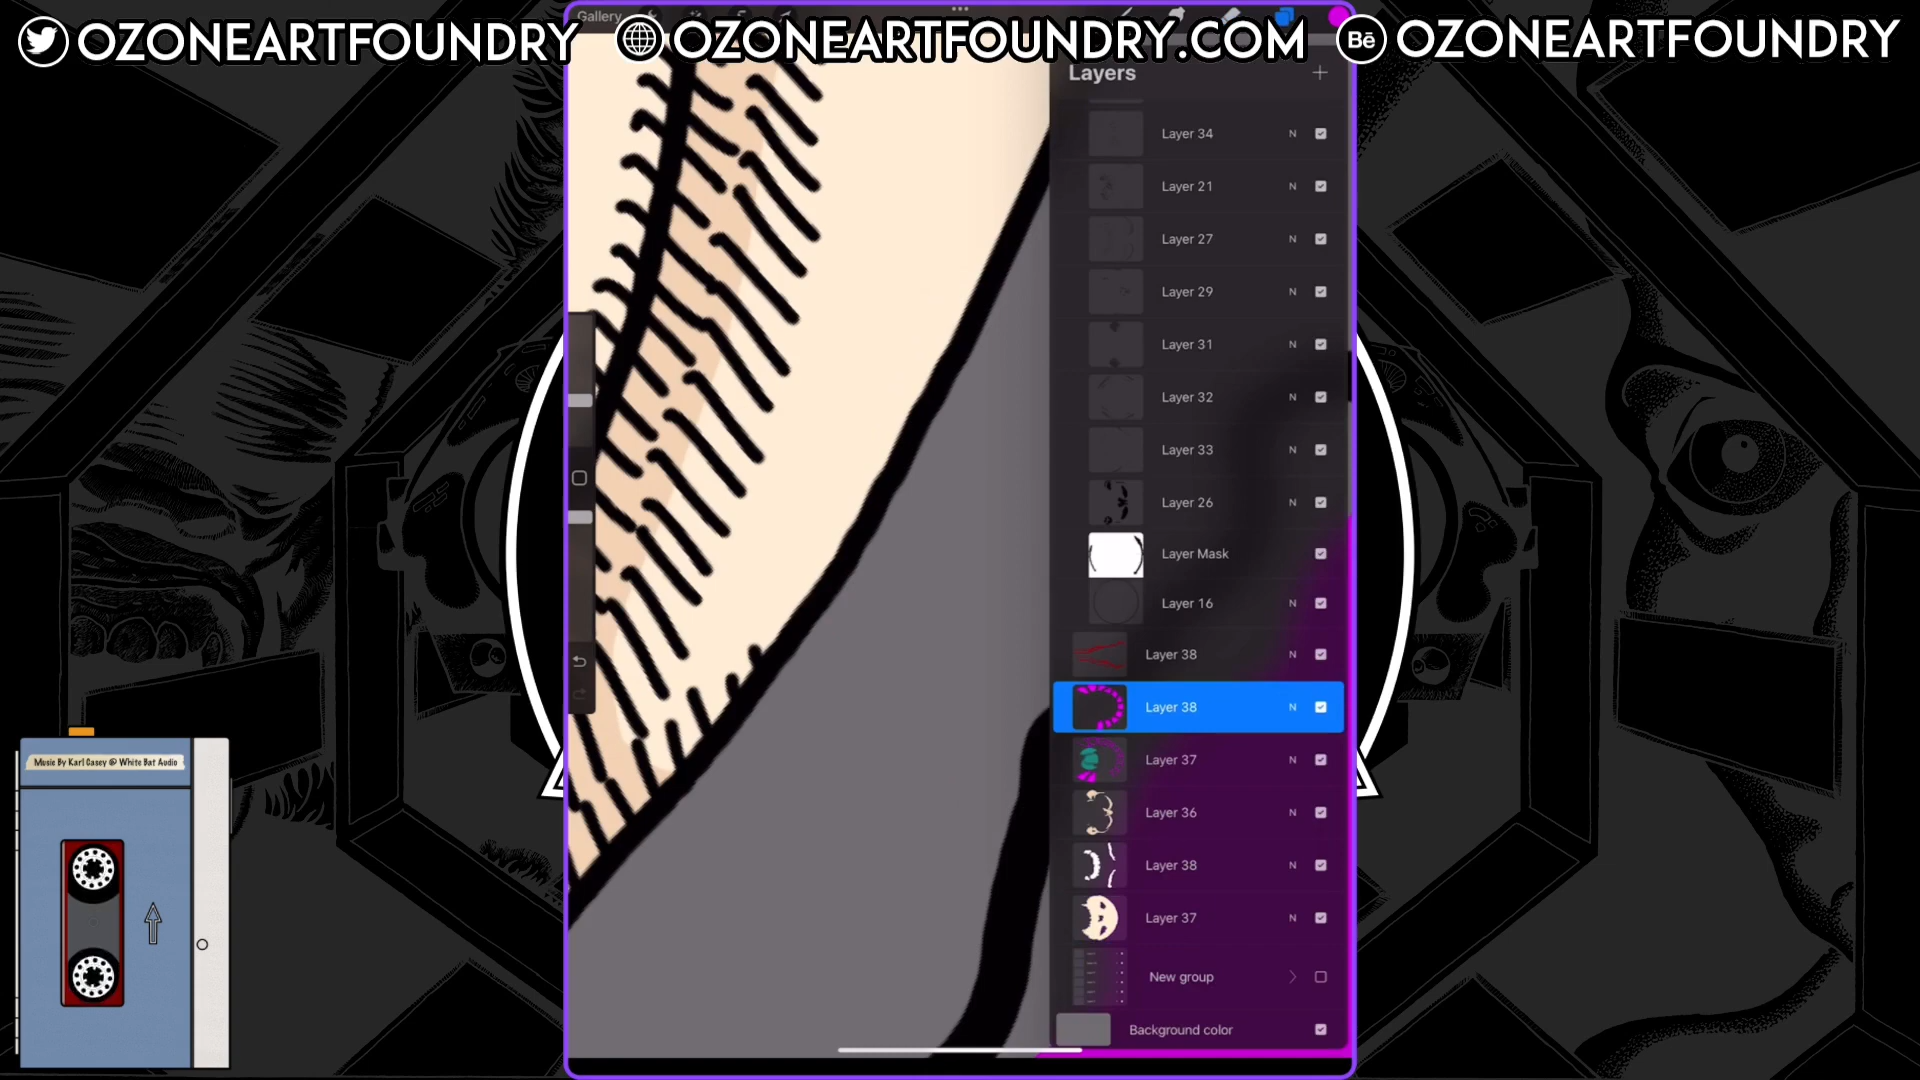 OZONEARTFOUNDRY OZONEARTFOUNDRY.COM Bē OZONEARTFOUNDRY
Gallery
Layers
Layer 34 N
Layer 21 N
Layer 27 N
Layer 29 N
Layer 31 N
Layer 32 N
Layer 33 N
Layer 26 N
Layer Mask
Layer 16 N
Layer 38 N
Layer 38 N
Layer 37 N
Layer 36 N
Layer 38 N
Layer 37 N
New group
Background color
Music By Karl Casey @ White Bat Audio